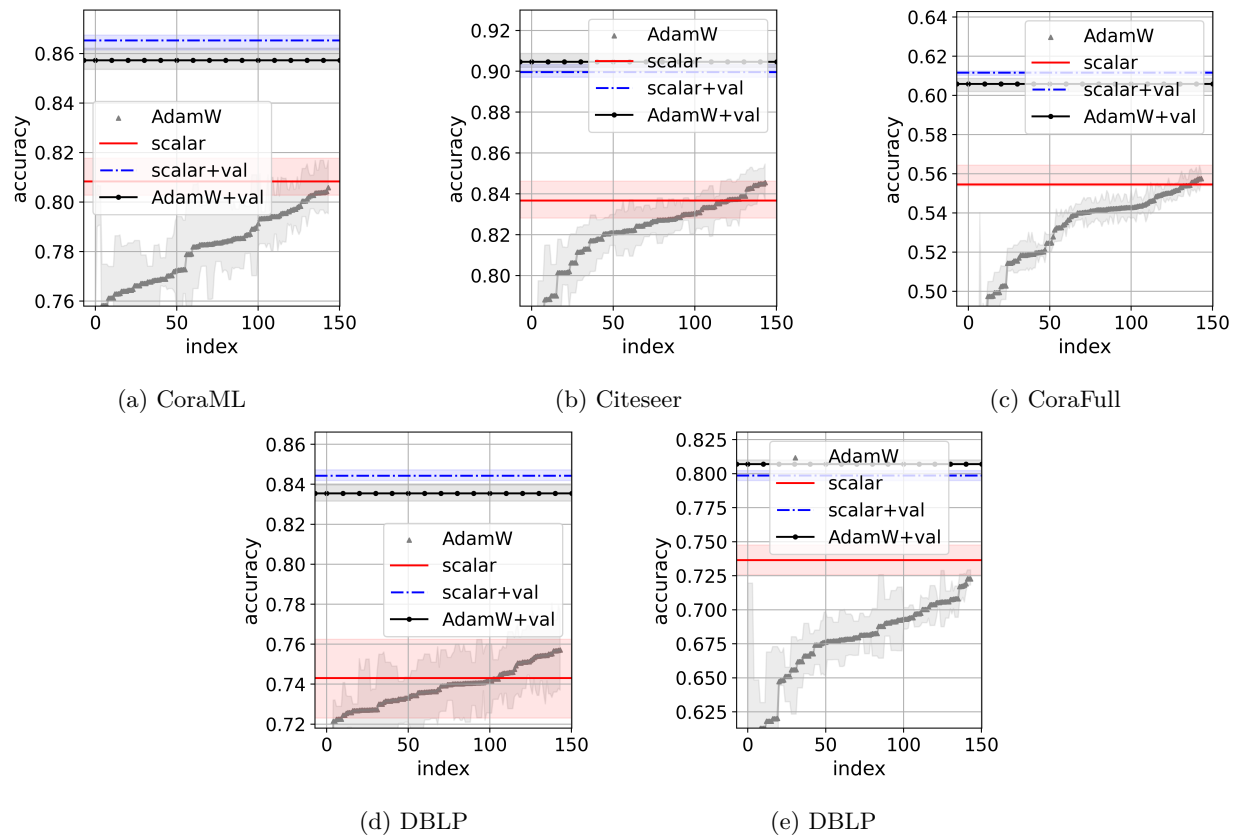 0.86
0.84
0.82
0.80
0.78
0.76
accuracy
AdamW
scalar
scalar+val
AdamW+val
0
50
100
150
index
(a) CoraML
0.92
0.90
0.88
0.86
0.84
0.82
0.80
accuracy
AdamW
scalar
scalar+val
AdamW+val
0
50
100
150
index
(b) Citeseer
0.64
0.62
0.60
0.58
0.56
0.54
0.52
0.50
accuracy
AdamW
scalar
scalar+val
AdamW+val
0
50
100
150
index
(c) CoraFull
0.86
0.84
0.82
0.80
0.78
0.76
0.74
0.72
accuracy
AdamW
scalar
scalar+val
AdamW+val
0
50
100
150
index
(d) DBLP
0.825
0.800
0.775
0.750
0.725
0.700
0.675
0.650
0.625
accuracy
AdamW
scalar
scalar+val
AdamW+val
0
50
100
150
index
(e) DBLP